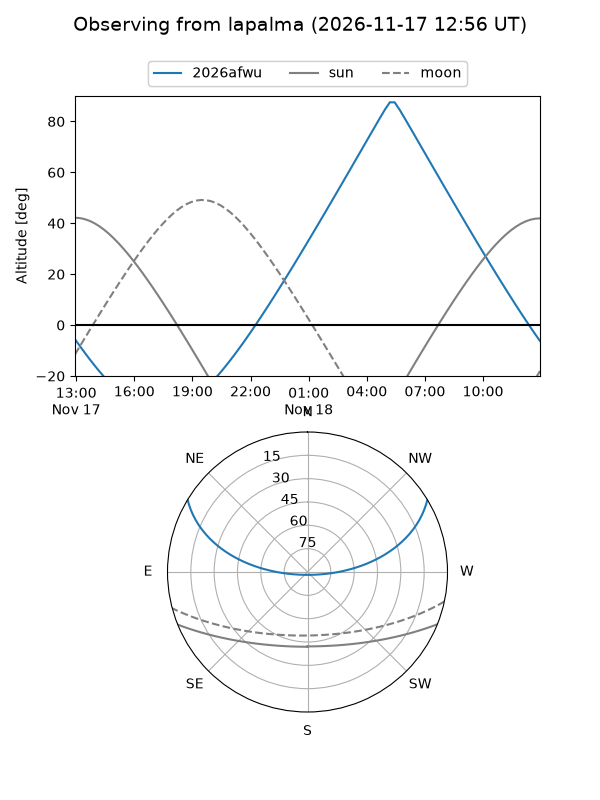 Observing from lapalma (2026-11-17 12:56 UT)
2026afwu sun moon
Altitude [deg]
80
60
40
20
0
−20
13:00 16:00 19:00 22:00 01:00 04:00 07:00 10:00
Nov 17 Nov 18
N
NE NW
15
30
45
60
75
E W
SE SW
S